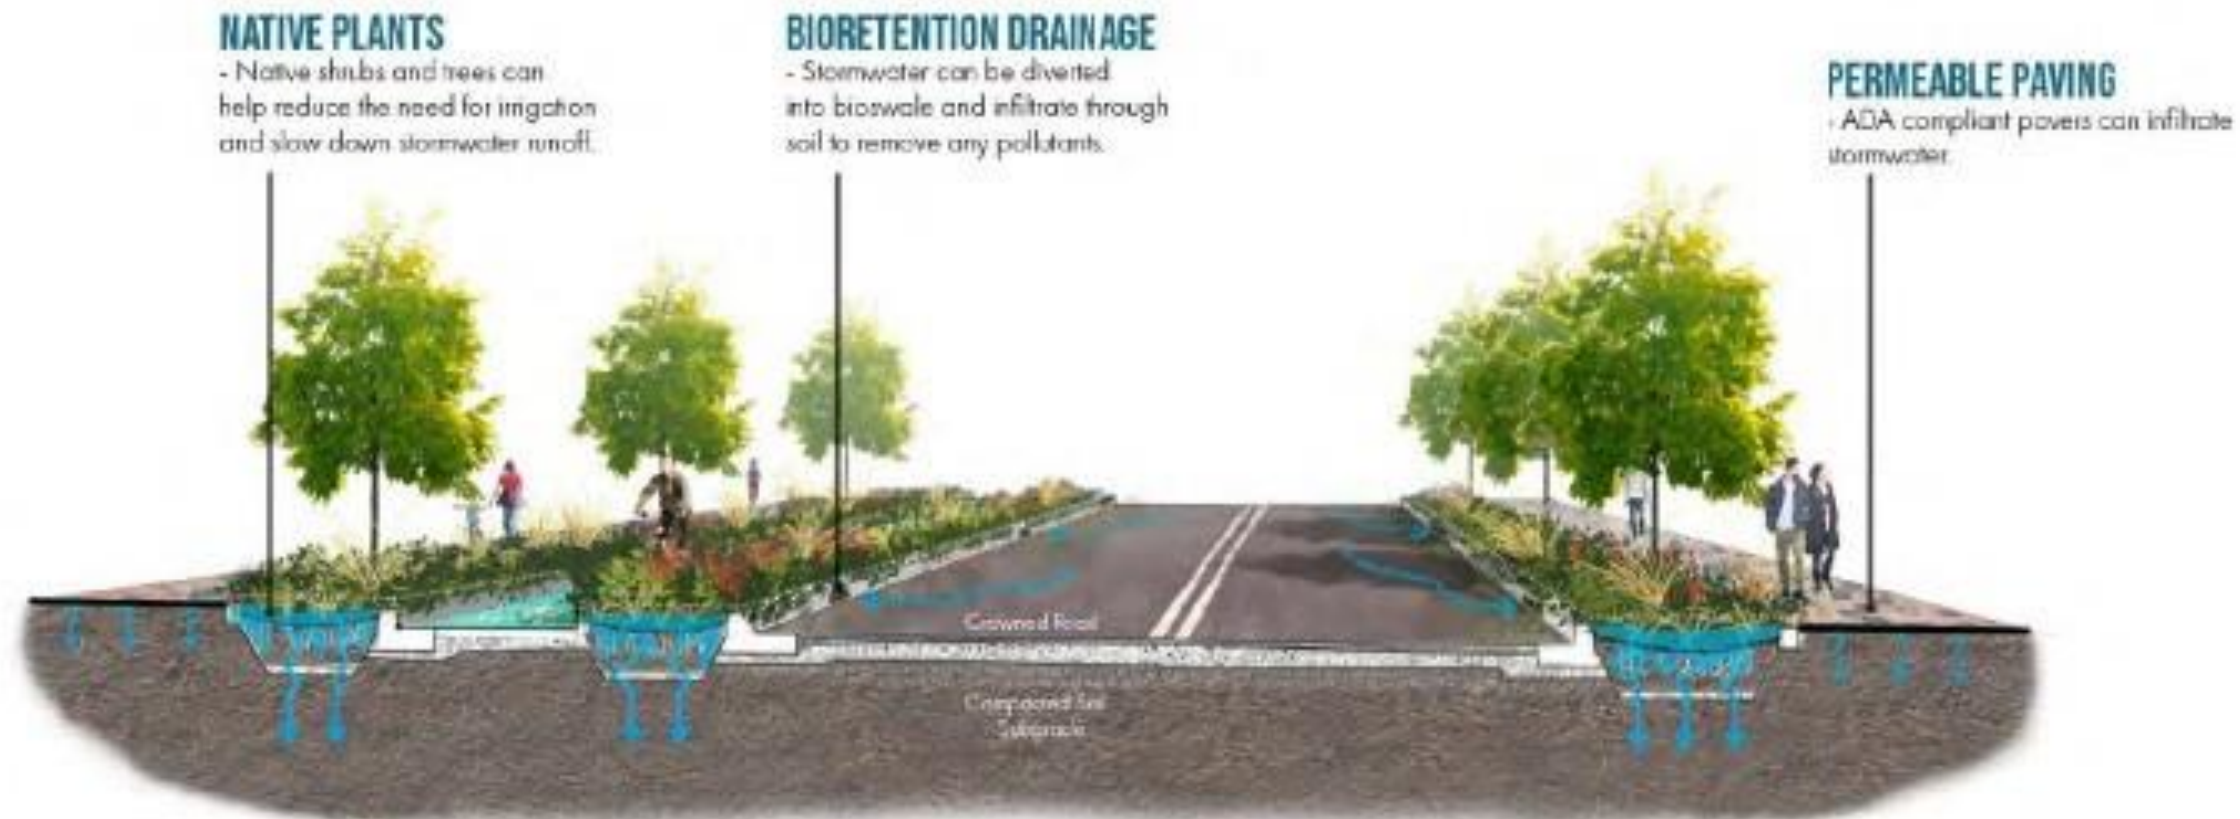 NATIVE PLANTS
- Native shrubs and trees can
help reduce the need for irrigation
and slow down stormwater runoff.
BIORETENTION DRAINAGE
- Stormwater can be diverted
into bioswale and infiltrate through
soil to remove any pollutants.
PERMEABLE PAVING
- ADA compliant pavers can infiltrate
stormwater.
Crowned Road
Compacted Soil
Subgrade